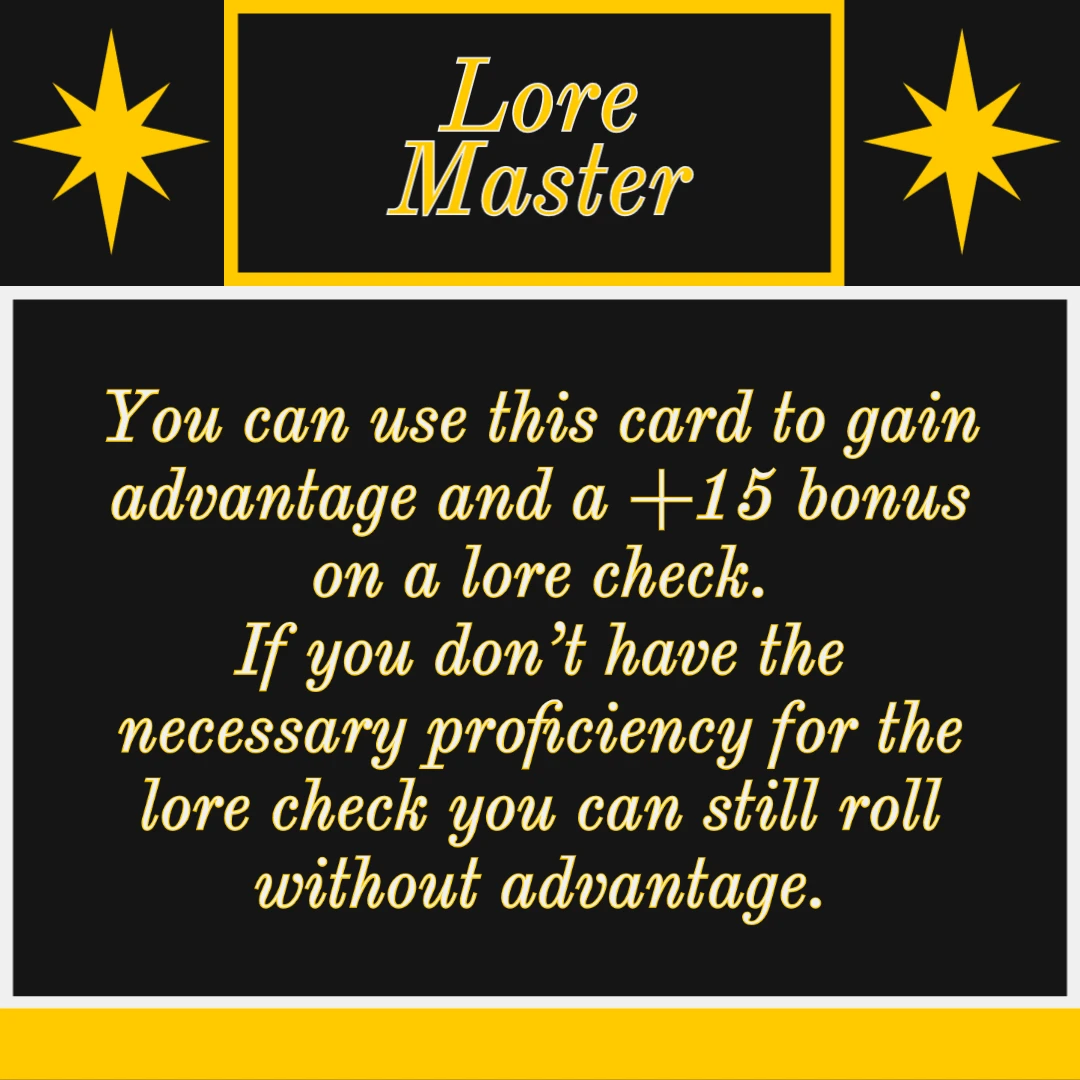 Lore
Master
You can use this card to gain
advantage and a +15 bonus
on a lore check.
If you don’t have the
necessary proficiency for the
lore check you can still roll
without advantage.